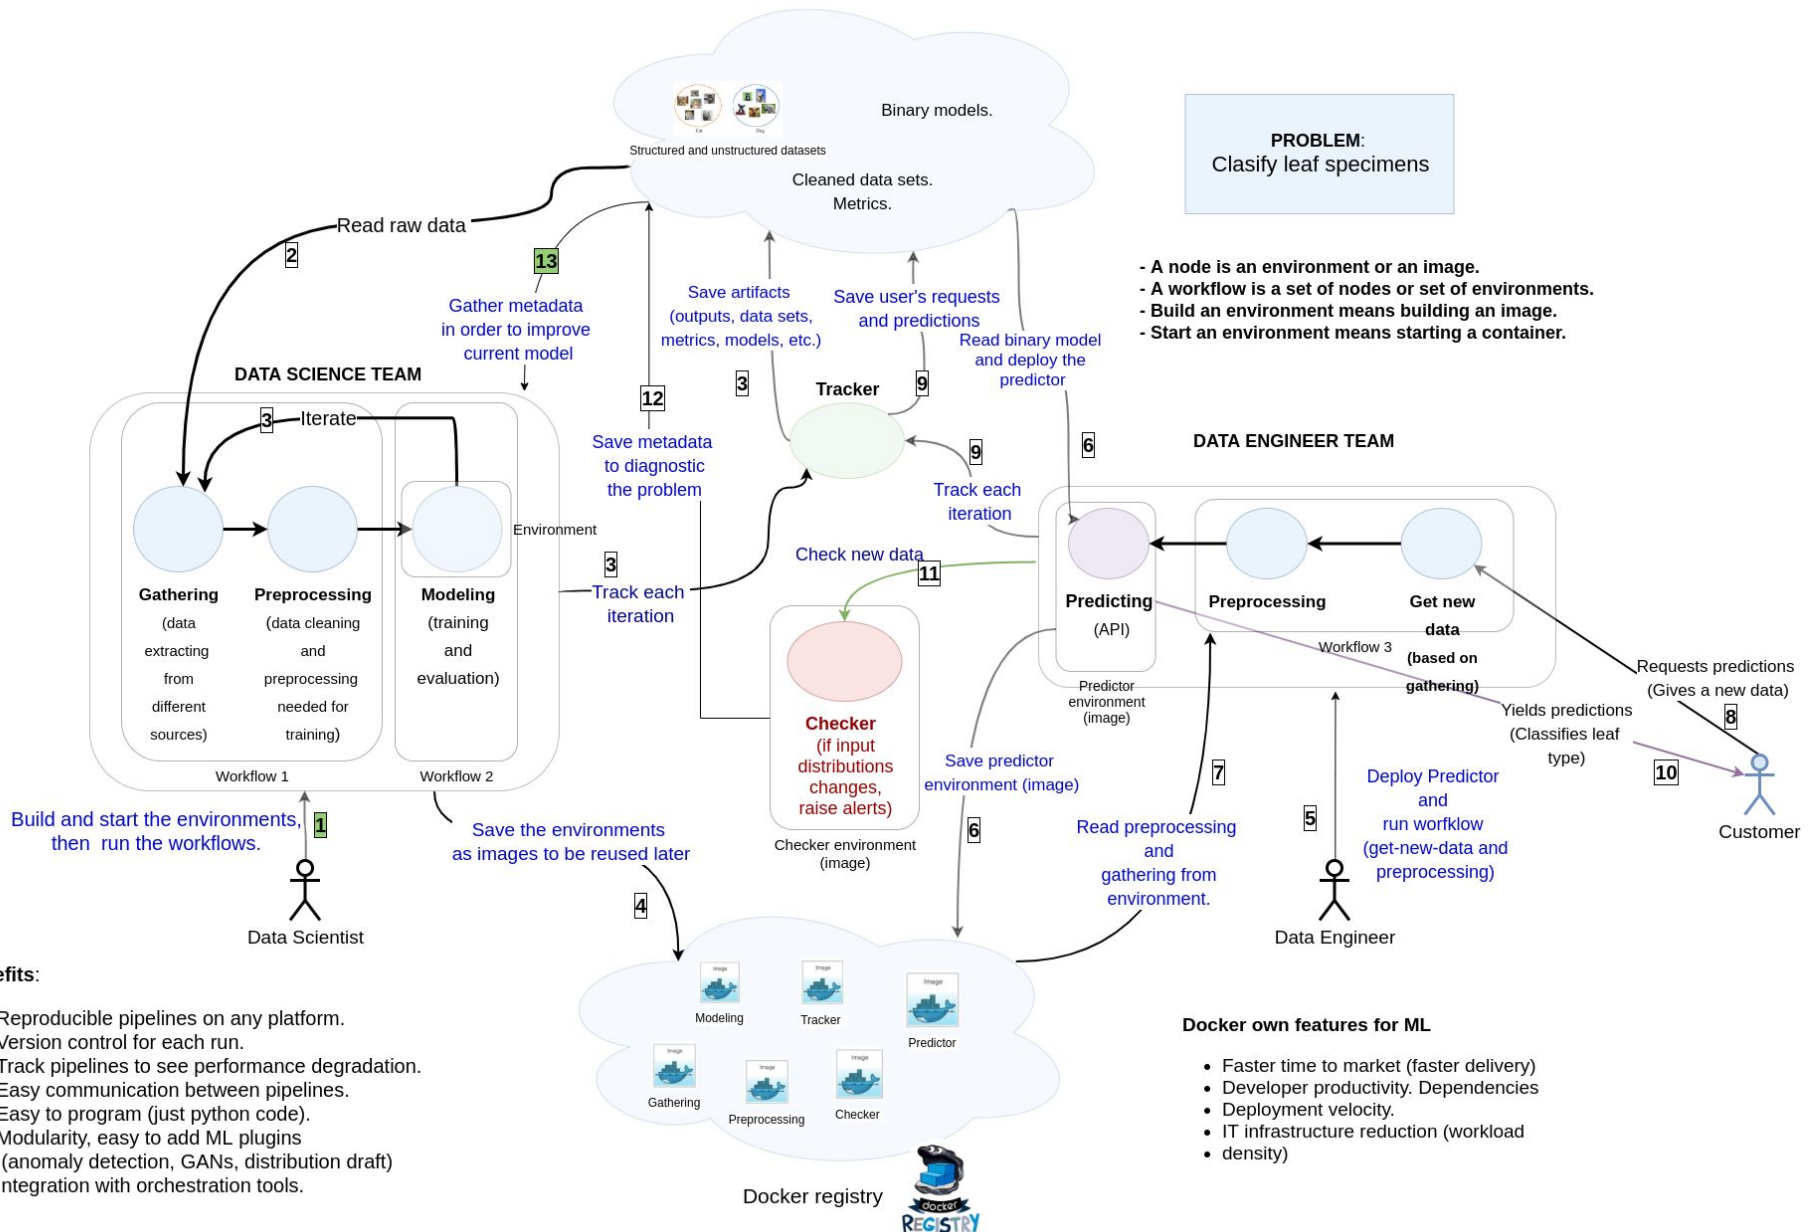 Binary models.
Cat
Dog
Structured and unstructured datasets
Cleaned data sets.
Metrics.
PROBLEM:
Clasify leaf specimens
- A node is an environment or an image.
- A workflow is a set of nodes or set of environments.
- Build an environment means building an image.
- Start an environment means starting a container.
Read raw data
2
13
Gather metadata
in order to improve
current model
Save artifacts
(outputs, data sets,
metrics, models, etc.)
3
Save user's requests
and predictions
9
Read binary model
and deploy the
predictor
6
12
Save metadata
to diagnostic
the problem
Tracker
9
Track each
iteration
DATA SCIENCE TEAM
3
Iterate
Environment
Gathering
(data
extracting
from
different
sources)
Preprocessing
(data cleaning
and
preprocessing
needed for
training)
Modeling
(training
and
evaluation)
Workflow 1
Workflow 2
3
Track each
iteration
Check new data
11
Checker
(if input
distributions
changes,
raise alerts)
Checker environment
(image)
DATA ENGINEER TEAM
Predicting
(API)
Predictor
environment
(image)
Preprocessing
Get new
data
(based on
gathering)
Workflow 3
Requests predictions
(Gives a new data)
8
Yields predictions
(Classifies leaf
type)
10
Customer
Build and start the environments,
then  run the workflows.
1
Data Scientist
Save the environments
as images to be reused later
4
Save predictor
environment (image)
6
7
Read preprocessing
and
gathering from
environment.
5
Deploy Predictor
and
run worfklow
(get-new-data and
preprocessing)
Data Engineer
efits:
Reproducible pipelines on any platform.
Version control for each run.
Track pipelines to see performance degradation.
Easy communication between pipelines.
Easy to program (just python code).
Modularity, easy to add ML plugins
(anomaly detection, GANs, distribution draft)
ntegration with orchestration tools.
Image
Modeling
Image
Tracker
Image
Predictor
Image
Gathering
Image
Preprocessing
Image
Checker
Docker registry
docker
REGISTRY
Docker own features for ML
• Faster time to market (faster delivery)
• Developer productivity. Dependencies
• Deployment velocity.
• IT infrastructure reduction (workload
• density)